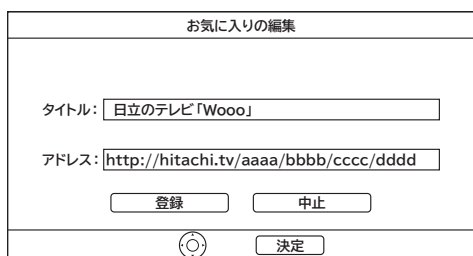 お気に入りの編集
タイトル： 日立のテレビ「Wooo」
アドレス： http://hitachi.tv/aaaa/bbbb/cccc/dddd
登録 中止
決定